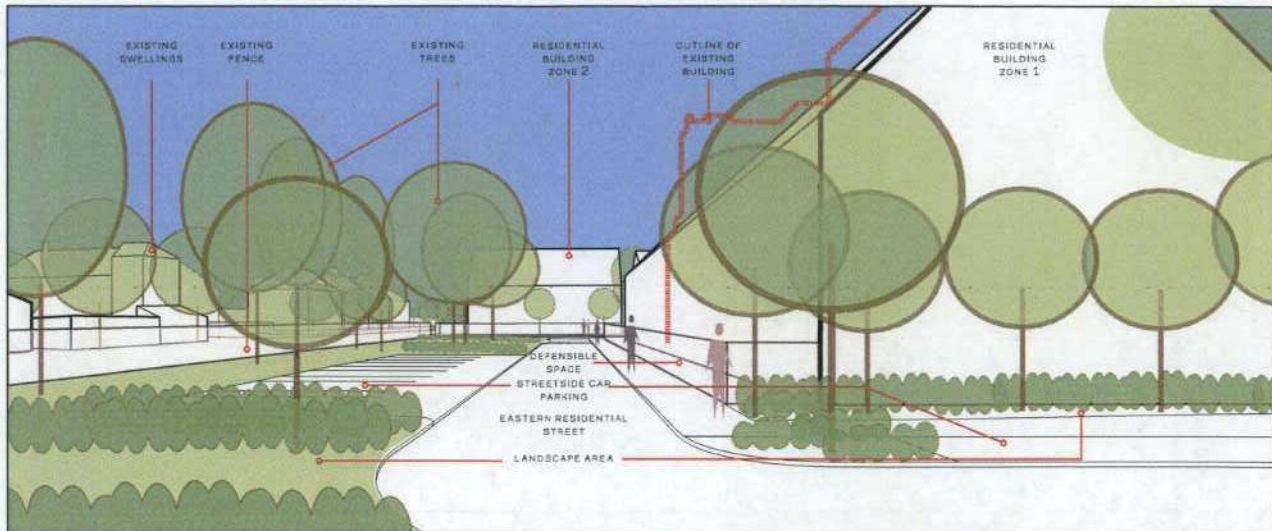 EXISTING
DWELLINGS
EXISTING
FENCE
EXISTING
TREES
RESIDENTIAL
BUILDING
ZONE 2
OUTLINE OF
EXISTING
BUILDING
RESIDENTIAL
BUILDING
ZONE 1
DEFENSIBLE
SPACE
STREETSIDE CAR
PARKING
EASTERN RESIDENTIAL
STREET
LANDSCAPE AREA